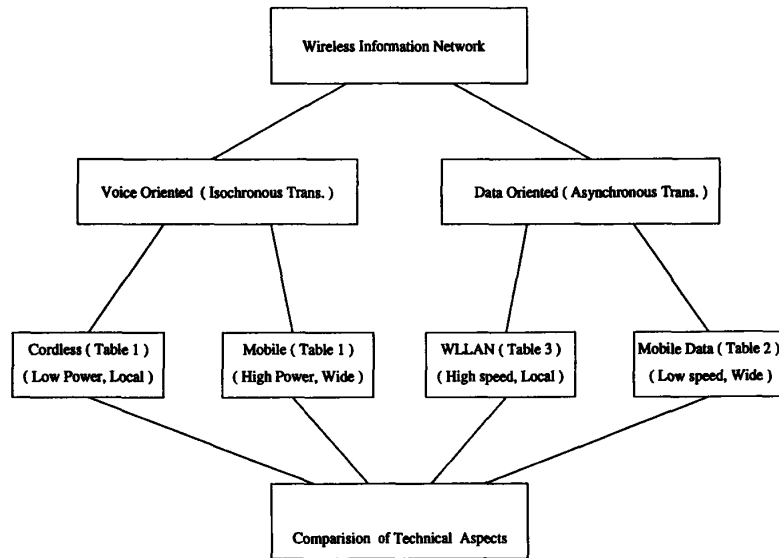 Wireless Information Network
Voice Oriented ( Isochronous Trans. )
Data Oriented ( Asynchronous Trans. )
Cordless ( Table 1 )
( Low Power, Local )
Mobile ( Table 1 )
( High Power, Wide )
WLLAN ( Table 3 )
( High speed, Local )
Mobile Data ( Table 2 )
( Low speed, Wide )
Comparision of Technical Aspects